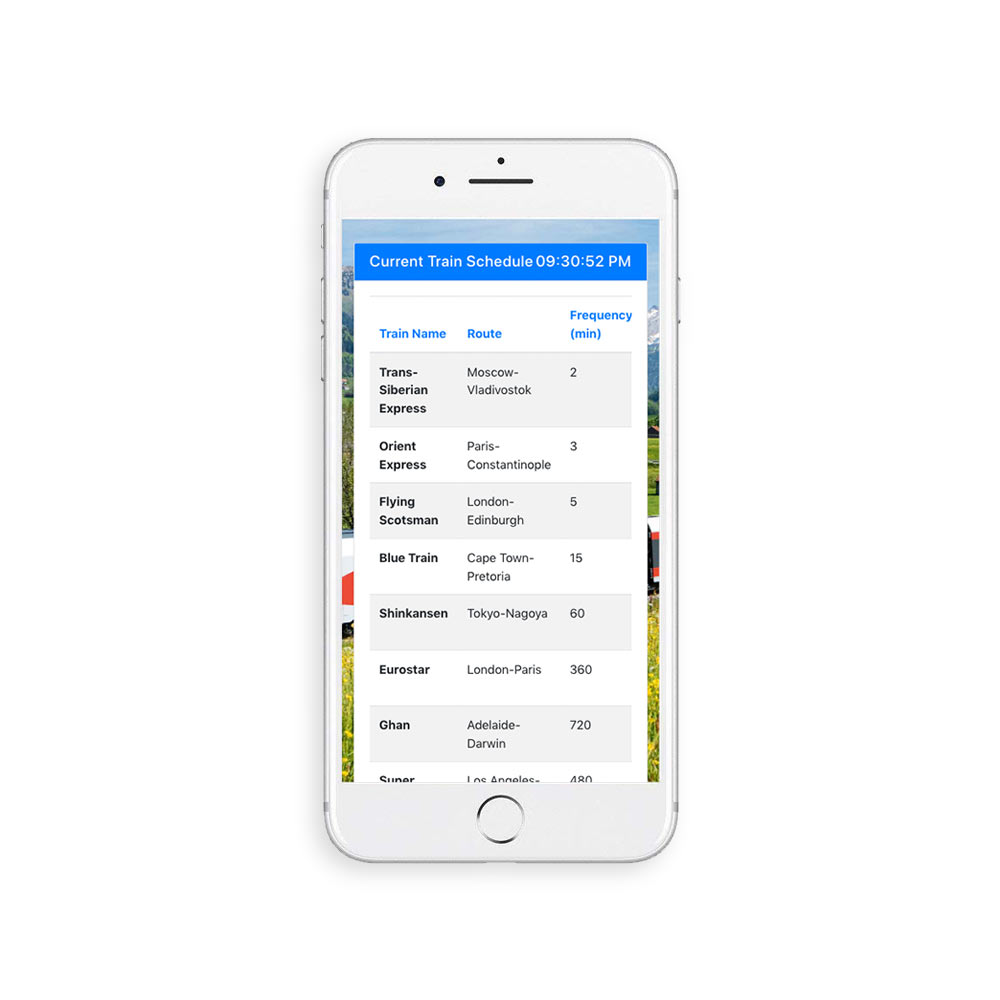 Current Train Schedule 09:30:52 PM
Train Name Route Frequency (min)
Trans-Siberian Express Moscow-Vladivostok 2
Orient Express Paris-Constantinople 3
Flying Scotsman London-Edinburgh 5
Blue Train Cape Town-Pretoria 15
Shinkansen Tokyo-Nagoya 60
Eurostar London-Paris 360
Ghan Adelaide-Darwin 720
Super Los Angeles- 480